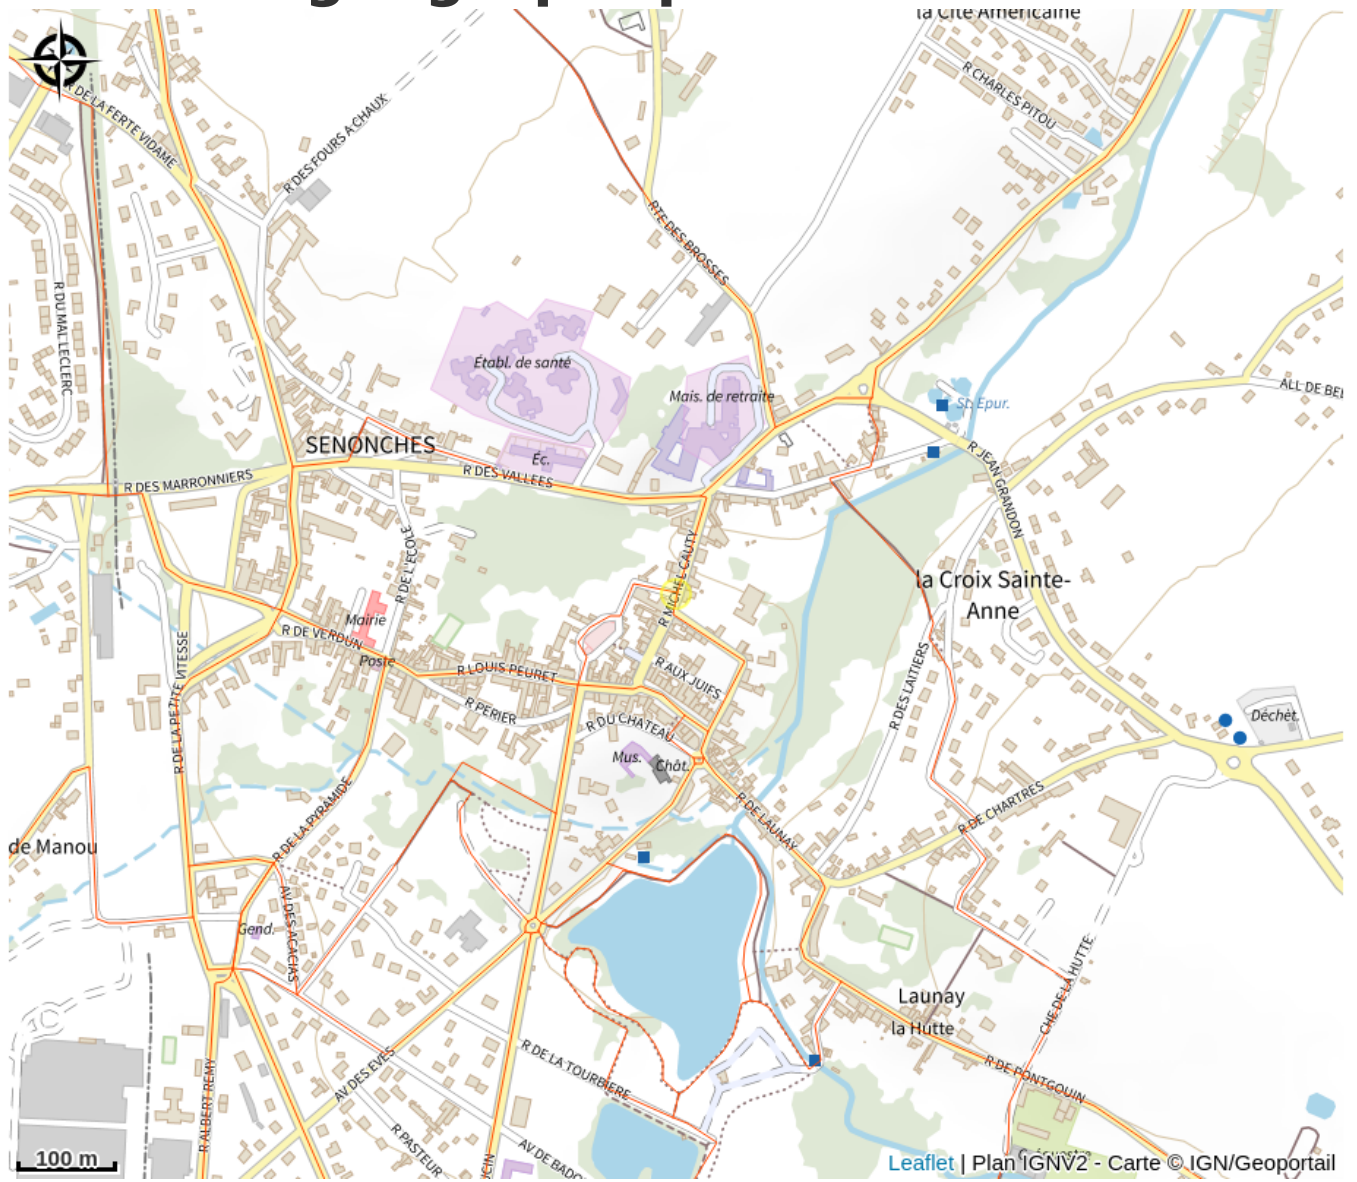 la Cité Américaine
R CHARLES PITOU
R DE LA FERTE VIDAME
R DES FOURS A CHAUX
RTE DES BROSSES
R DU MAL LECLERC
Établ. de santé
Mais. de retraite
ALL DE BEL
St. Epur.
SENONCHES
Éc.
R DES VALLEES
R DES MARRONNIERS
R JEAN GRANDON
R DE L'ECOLE
R MICHEL CAUTY
la Croix Sainte-
Anne
Mairie
R DE VERDUN
Poste
R LOUIS PEURET
R AUX JUIFS
R DE LA PETITE VITESSE
R PERIER
R DU CHATEAU
R DES LAITIERS
Déchèt.
Mus.
Chât.
R DE LA PYRAMIDE
R DE LAUNAY
R DE CHARTRES
de Manou
AV DES ACACIAS
Gend.
CHE DE LA HUTTE
Launay
la Hutte
R DE LA TOURBIERE
AV DES EVES
R DE PONTGOUIN
R ALBERT REMY
R PASTEUR
AV DE BADO
UCIN
100 m
Leaflet | Plan IGNV2 - Carte © IGN/Geoportail